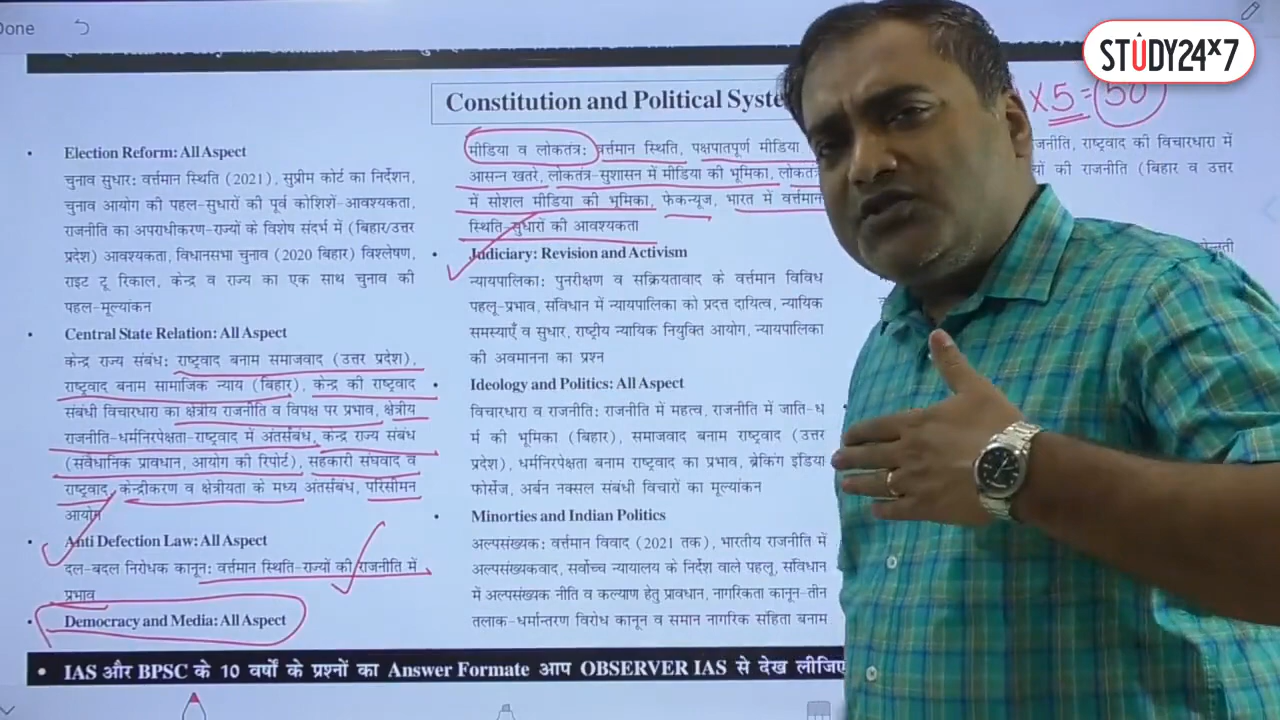 Done
STUDY24x7
Constitution and Political
x 5 = 50
Election Reform: All Aspect
चुनाव सुधार: वर्तमान स्थिति (2021), सुप्रीम कोर्ट का निर्देशन,
चुनाव आयोग की पहल-सुधारों की पूर्व कोशिशें-आवश्यकता,
राजनीति का अपराधीकरण-राज्यों के विशेष संदर्भ में (बिहार/उत्तर
प्रदेश) आवश्यकता, विधानसभा चुनाव (2020 बिहार) विश्लेषण,
राइट टू रिकाल, केन्द्र व राज्य का एक साथ चुनाव की
पहल-मूल्यांकन
Central State Relation: All Aspect
केन्द्र राज्य संबंध: राष्ट्रवाद बनाम समाजवाद (उत्तर प्रदेश),
राष्ट्रवाद बनाम सामाजिक न्याय (बिहार), केन्द्र की राष्ट्रवाद
संबंधी विचारधारा का क्षेत्रीय राजनीति व विपक्ष पर प्रभाव, क्षेत्रीय
राजनीति-धर्मनिरपेक्षता-राष्ट्रवाद में अंतर्संबंध, केन्द्र राज्य संबंध
(संवैधानिक प्रावधान, आयोग की रिपोर्ट), सहकारी संघवाद व
राष्ट्रवाद, केन्द्रीकरण व क्षेत्रीयता के मध्य अंतर्संबंध, परिसीमन
आयोग
Anti Defection Law: All Aspect
दल-बदल निरोधक कानून: वर्तमान स्थिति-राज्यों की राजनीति में
प्रभाव
Democracy and Media: All Aspect
मीडिया व लोकतंत्र: वर्तमान स्थिति, पक्षपातपूर्ण मीडिया
आसन्न खतरे, लोकतंत्र-सुशासन में मीडिया की भूमिका,
में सोशल मीडिया की भूमिका, फेकन्यूज, भारत में वर्तमान
स्थिति-सुधारों की आवश्यकता
Judiciary: Revision and Activism
न्यायपालिका: पुनरीक्षण व सक्रियतावाद के वर्तमान विविध
पहलू-प्रभाव, संविधान में न्यायपालिका को प्रदत्त दायित्व, न्यायिक
समस्याएँ व सुधार, राष्ट्रीय न्यायिक नियुक्ति आयोग, न्यायपालिका
की अवमानना का प्रश्न
Ideology and Politics: All Aspect
विचारधारा व राजनीति: राजनीति में महत्व, राजनीति में जाति-ध
र्म की भूमिका (बिहार), समाजवाद बनाम राष्ट्रवाद (उत्तर
प्रदेश), धर्मनिरपेक्षता बनाम राष्ट्रवाद का प्रभाव, ब्रेकिंग इंडिया
फोर्सेज, अर्बन नक्सल संबंधी विचारों का मूल्यांकन
Minorties and Indian Politics
अल्पसंख्यक: वर्तमान विवाद (2021 तक), भारतीय राजनीति में
अल्पसंख्यकवाद, सर्वोच्च न्यायालय के निर्देश वाले पहलू, संविधान
में अल्पसंख्यक नीति व कल्याण हेतु प्रावधान, नागरिकता कानून-तीन
तलाक-धर्मान्तरण विरोध कानून व समान नागरिक संहिता बनाम
राष्ट्रवाद की विचारधारा में
की राजनीति (बिहार व उत्तर
• IAS और BPSC के 10 वर्षों के प्रश्नों का Answer Formate आप OBSERVER IAS से देख लीजिए